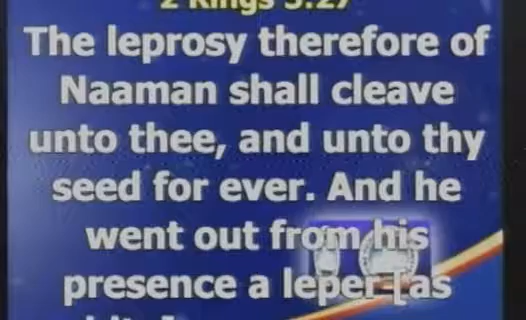 2 Kings 5:27
The leprosy therefore of
Naaman shall cleave
unto thee, and unto thy
seed for ever. And he
went out from his
presence a leper [as